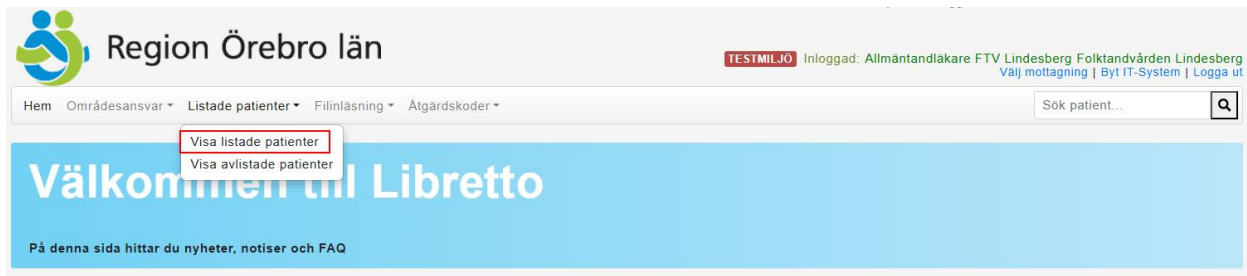 Region Örebro län
TESTMILJÖ Inloggad: Allmäntandläkare FTV Lindesberg Folktandvården Lindesberg
Välj mottagning | Byt IT-System | Logga ut
Hem Områdesansvar Listade patienter Filinläsning Åtgärdskoder Sök patient...
Visa listade patienter
Visa avlistade patienter
Välkommen till Libretto
På denna sida hittar du nyheter, notiser och FAQ